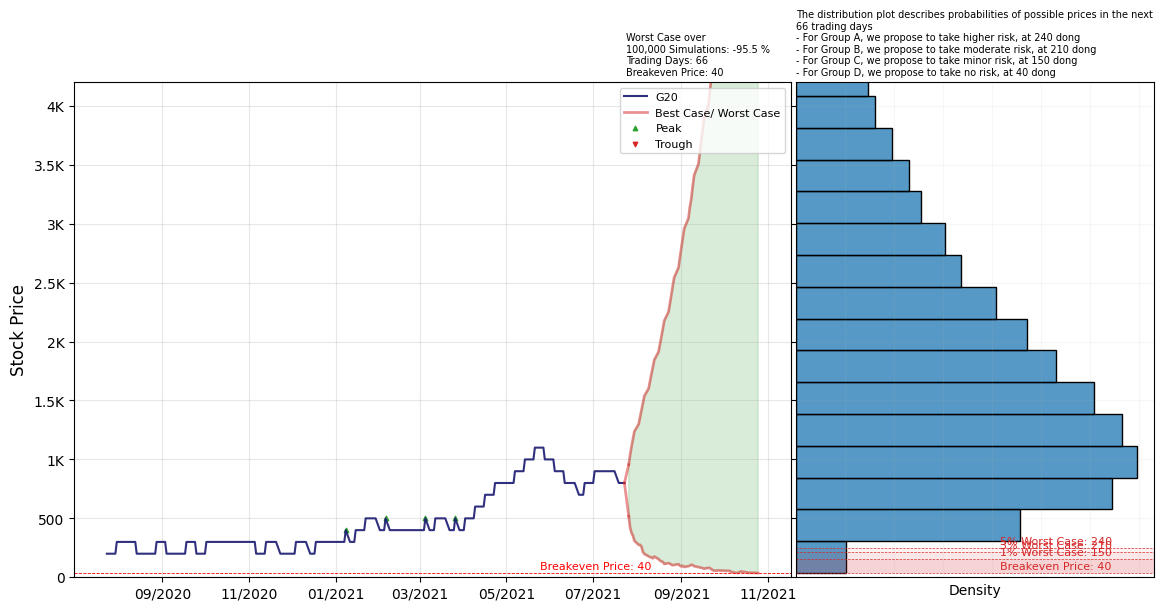 The distribution plot describes probabilities of possible prices in the next
66 trading days
- For Group A, we propose to take higher risk, at 240 dong
- For Group B, we propose to take moderate risk, at 210 dong
- For Group C, we propose to take minor risk, at 150 dong
- For Group D, we propose to take no risk, at 40 dong
Worst Case over
100,000 Simulations: -95.5 %
Trading Days: 66
Breakeven Price: 40
G20
Best Case/ Worst Case
Peak
Trough
Stock Price
4K
3.5K
3K
2.5K
2K
1.5K
1K
500
0
Breakeven Price: 40
5% Worst Case: 240
3% Worst Case: 210
1% Worst Case: 150
Breakeven Price: 40
09/2020
11/2020
01/2021
03/2021
05/2021
07/2021
09/2021
11/2021
Density